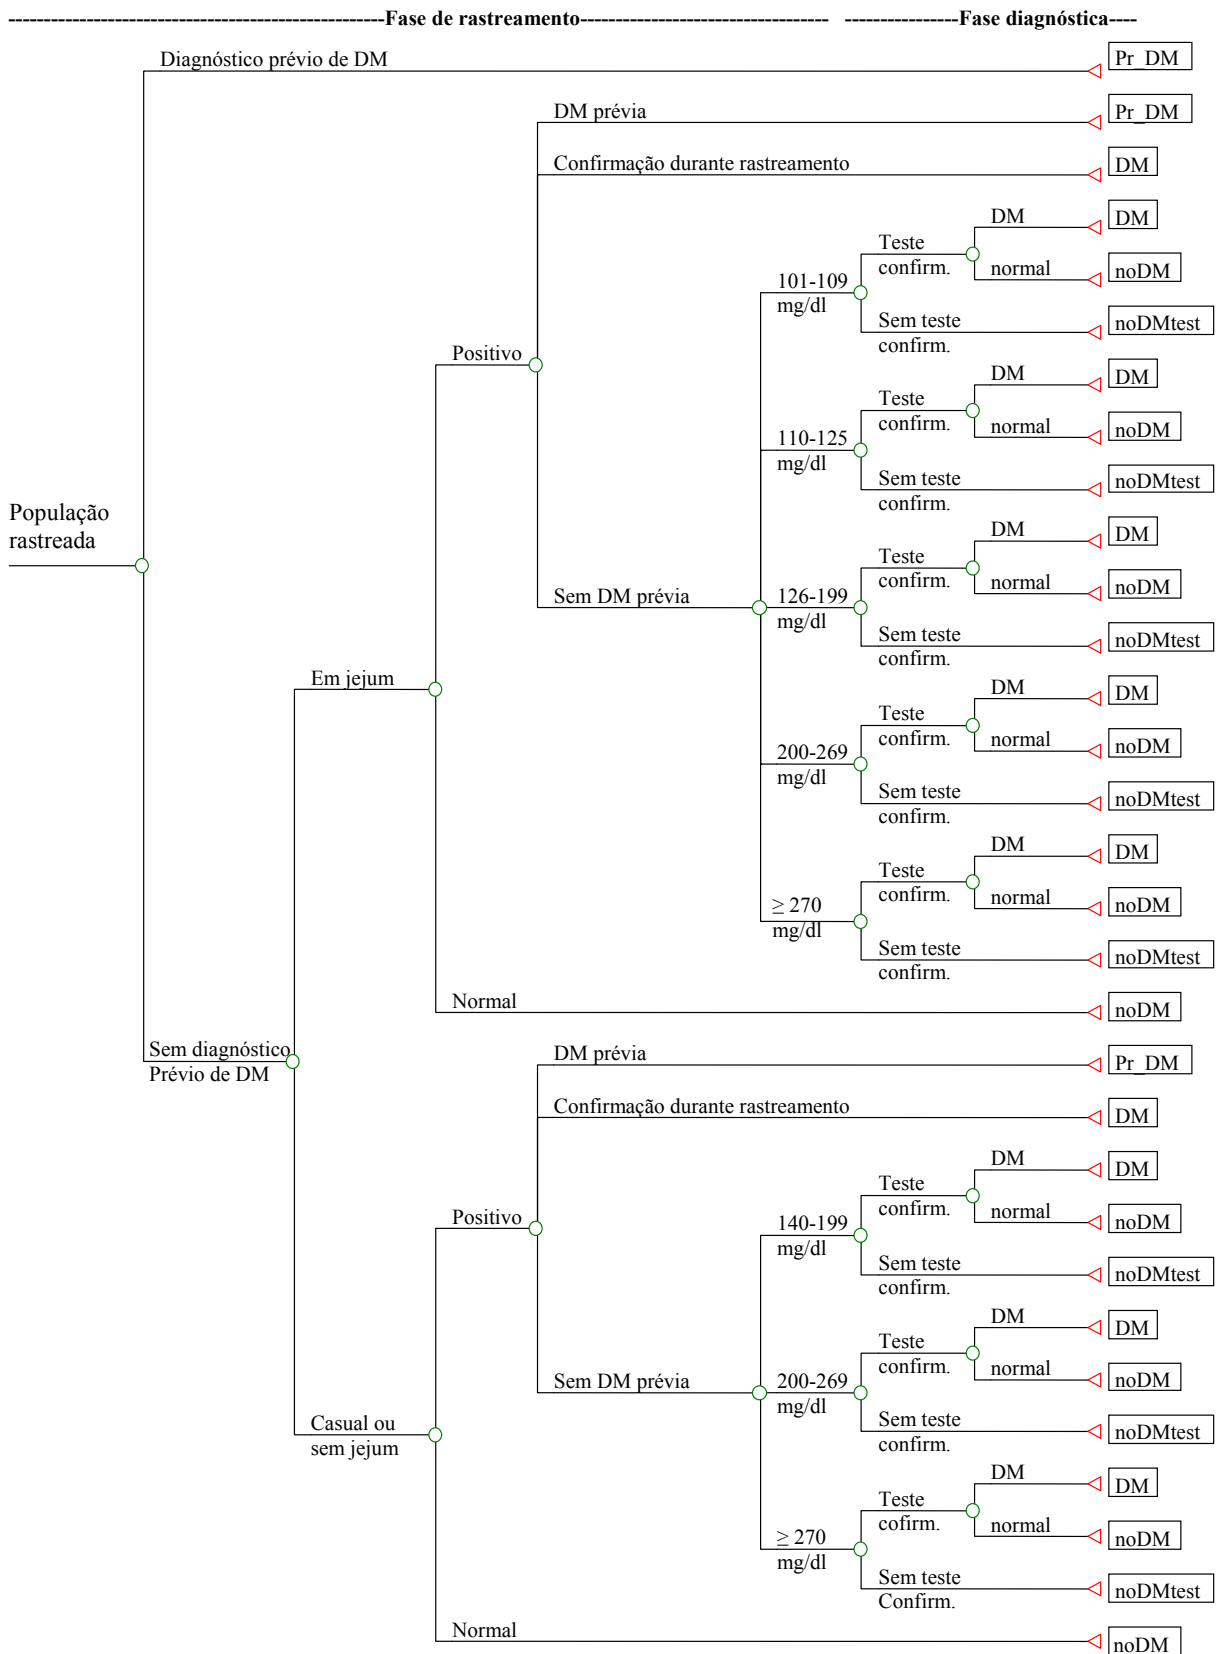 -----------------------------------------------------Fase de rastreamento----------------------------------- ----------------Fase diagnóstica----
Diagnóstico prévio de DM
Pr_DM
DM prévia
Pr_DM
Confirmação durante rastreamento
DM
DM
DM
Teste
confirm.
normal
noDM
101-109
mg/dl
Sem teste
confirm.
noDMtest
Positivo
DM
DM
Teste
confirm.
normal
noDM
110-125
mg/dl
Sem teste
confirm.
noDMtest
População
rastreada
DM
DM
Teste
confirm.
normal
noDM
Sem DM prévia
126-199
mg/dl
Sem teste
confirm.
noDMtest
Em jejum
DM
DM
Teste
confirm.
normal
noDM
200-269
mg/dl
Sem teste
confirm.
noDMtest
DM
DM
Teste
confirm.
normal
noDM
≥ 270
mg/dl
Sem teste
confirm.
noDMtest
Normal
noDM
Sem diagnóstico
Prévio de DM
DM prévia
Pr_DM
Confirmação durante rastreamento
DM
DM
DM
Teste
confirm.
normal
noDM
Positivo
140-199
mg/dl
Sem teste
confirm.
noDMtest
DM
DM
Teste
confirm.
normal
noDM
Sem DM prévia
200-269
mg/dl
Sem teste
confirm.
noDMtest
Casual ou
sem jejum
DM
DM
Teste
cofirm.
normal
noDM
≥ 270
mg/dl
Sem teste
Confirm.
noDMtest
Normal
noDM